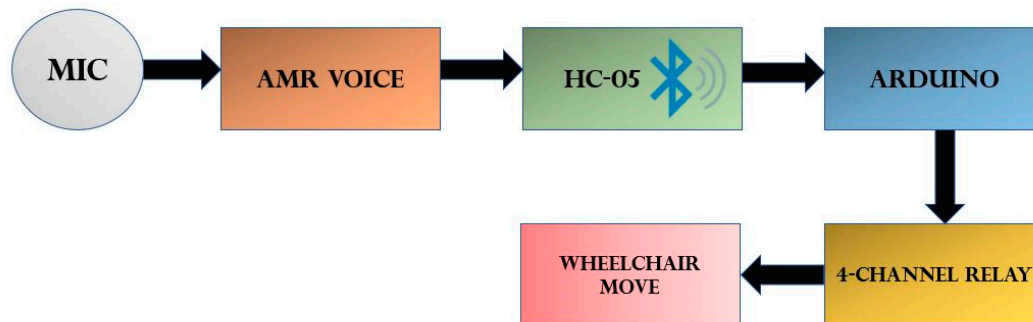 MIC
AMR VOICE
HC-05
ARDUINO
4-CHANNEL RELAY
WHEELCHAIR
MOVE